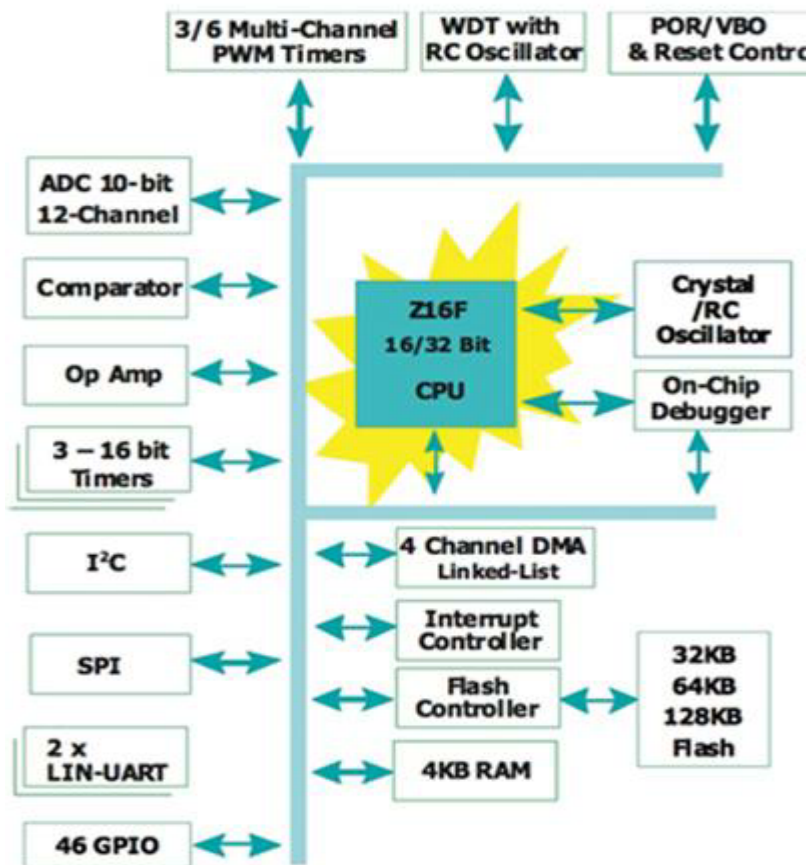 3/6 Multi-Channel
PWM Timers
WDT with
RC Oscillator
POR/VBO
& Reset Contro
ADC 10-bit
12-Channel
Comparator
Op Amp
3 – 16 bit
Timers
I²C
SPI
2 x
LIN-UART
46 GPIO
Z16F
16/32 Bit
CPU
Crystal
/RC
Oscillator
On-Chip
Debugger
4 Channel DMA
Linked-List
Interrupt
Controller
Flash
Controller
4KB RAM
32KB
64KB
128KB
Flash